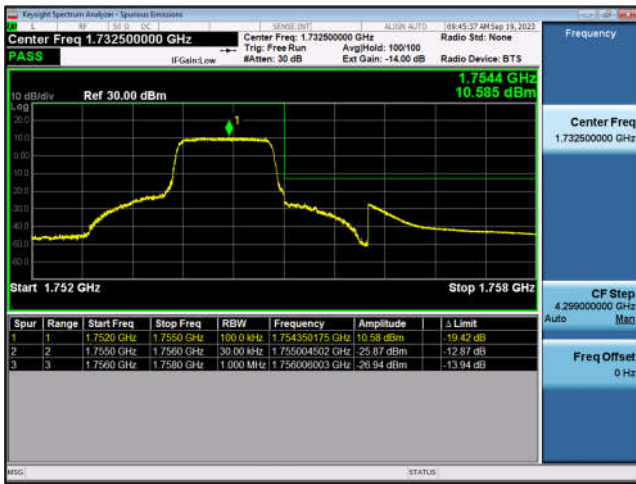 Keysight Spectrum Analyzer - Spurious Emissions
L RF 50 Ω DC SENSE:INT ALIGN AUTO 09:45:37 AM Sep 19, 2023
Center Freq 1.732500000 GHz Center Freq: 1.732500000 GHz Radio Std: None Frequency
PASS Trig: Free Run Avg|Hold: 100/100
IFGain:Low #Atten: 30 dB Ext Gain: -14.00 dB Radio Device: BTS
1.7544 GHz
10 dB/div Ref 30.00 dBm 10.585 dBm
Log
20.0
10.0
0.00
-10.0
-20.0
-30.0
-40.0
-50.0
-60.0
1
Start 1.752 GHz Stop 1.758 GHz
Spur Range Start Freq Stop Freq RBW Frequency Amplitude Δ Limit
1 1 1.7520 GHz 1.7550 GHz 100.0 kHz 1.754350175 GHz 10.58 dBm -19.42 dB
2 2 1.7550 GHz 1.7560 GHz 30.00 kHz 1.755004502 GHz -25.87 dBm -12.87 dB
3 3 1.7560 GHz 1.7580 GHz 1.000 MHz 1.756006003 GHz -26.94 dBm -13.94 dB
Center Freq
1.732500000 GHz
CF Step
4.299000000 GHz
Auto Man
Freq Offset
0 Hz
MSG STATUS